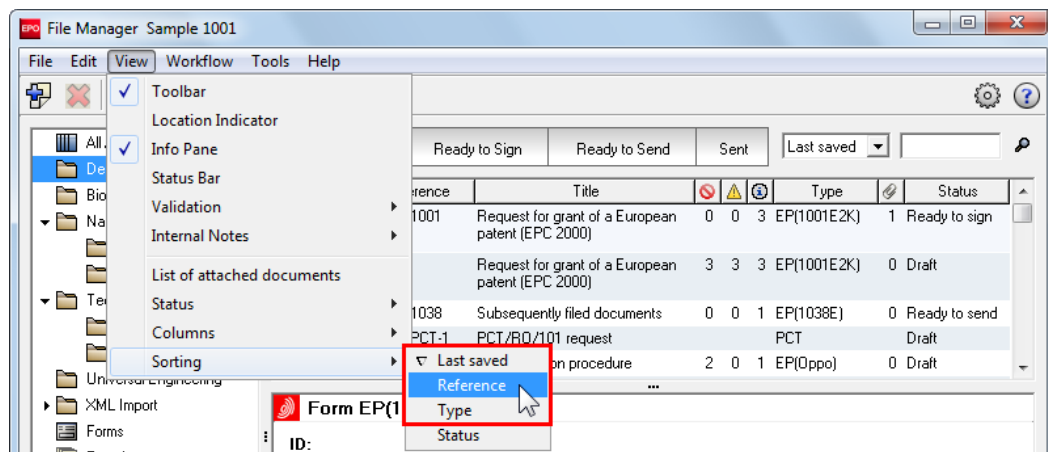 EPO File Manager Sample 1001
File Edit View Workflow Tools Help
Toolbar
Location Indicator
Info Pane
Status Bar
Validation
Internal Notes
List of attached documents
Status
Columns
Sorting
Last saved
Reference
Type
Status
All
De
Bio
Na
Te
XML Import
Forms
Ready to Sign Ready to Send Sent Last saved
erence Title Type Status
1001 Request for grant of a European 0 0 3 EP(1001E2K) 1 Ready to sign
patent (EPC 2000)
Request for grant of a European 3 3 3 EP(1001E2K) 0 Draft
patent (EPC 2000)
1038 Subsequently filed documents 0 0 1 EP(1038E) 0 Ready to send
PCT-1 PCT/RO/101 request PCT Draft
on procedure 2 0 1 EP(Oppo) 0 Draft
Form EP(1
ID: